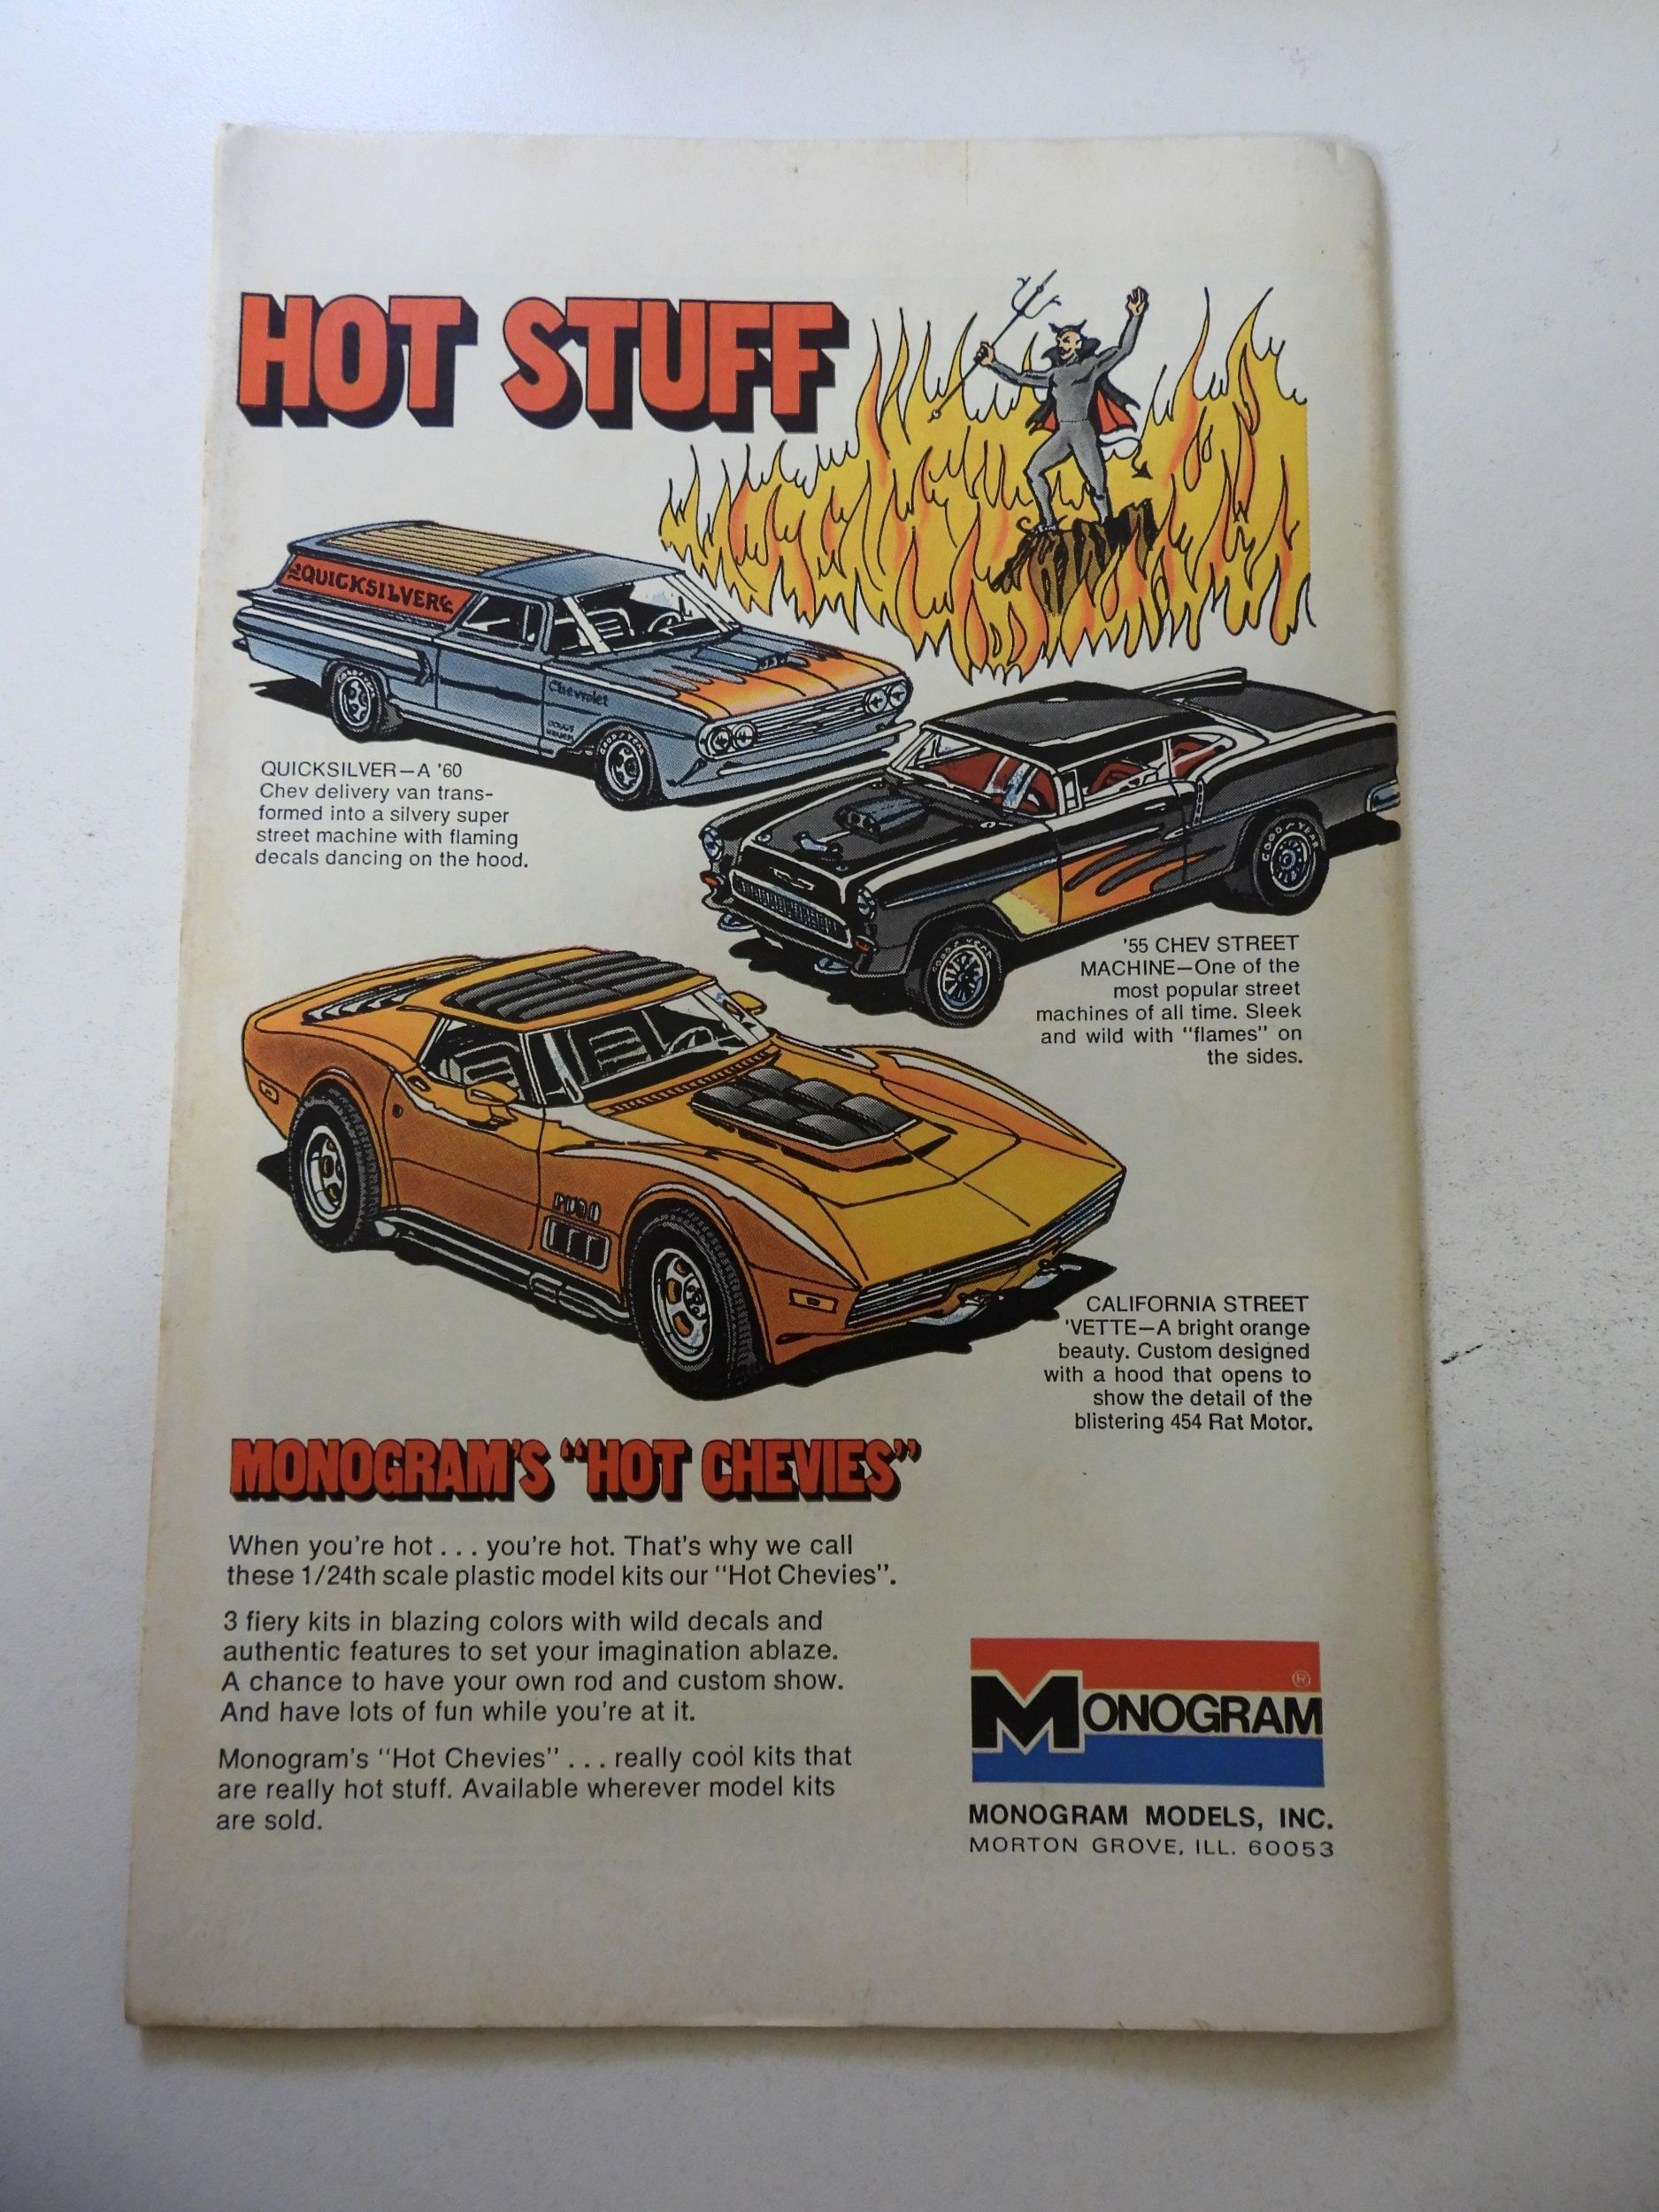 HOT STUFF
QUICKSILVER
Chevrolet
GOODYEAR
QUICKSILVER—A '60
Chev delivery van trans-
formed into a silvery super
street machine with flaming
decals dancing on the hood.
GOODYEAR
GOODYEAR
'55 CHEV STREET
MACHINE—One of the
most popular street
machines of all time. Sleek
and wild with "flames" on
the sides.
CALIFORNIA STREET
'VETTE—A bright orange
beauty. Custom designed
with a hood that opens to
show the detail of the
blistering 454 Rat Motor.
MONOGRAM'S "HOT CHEVIES"
When you're hot . . . you're hot. That's why we call
these 1/24th scale plastic model kits our "Hot Chevies".
3 fiery kits in blazing colors with wild decals and
authentic features to set your imagination ablaze.
A chance to have your own rod and custom show.
And have lots of fun while you're at it.
Monogram's "Hot Chevies" . . . really cool kits that
are really hot stuff. Available wherever model kits
are sold.
MONOGRAM ®
MONOGRAM MODELS, INC.
MORTON GROVE, ILL. 60053